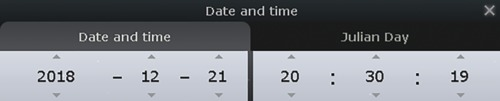 Date and time
Date and time Julian Day
2018 – 12 – 21 20 : 30 : 19